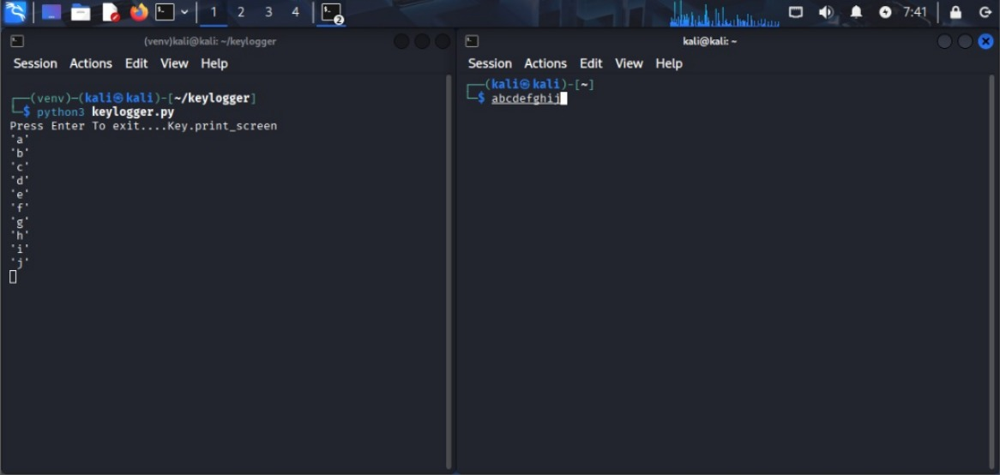 1 2 3 4 2 7:41
(venv)kali@kali: ~/keylogger
Session Actions Edit View Help
(venv)-(kali㉿kali)-[~/keylogger]
$ python3 keylogger.py
Press Enter To exit....Key.print_screen
'a'
'b'
'c'
'd'
'e'
'f'
'g'
'h'
'i'
'j'
kali@kali: ~
Session Actions Edit View Help
(kali㉿kali)-[~]
$ abcdefghij